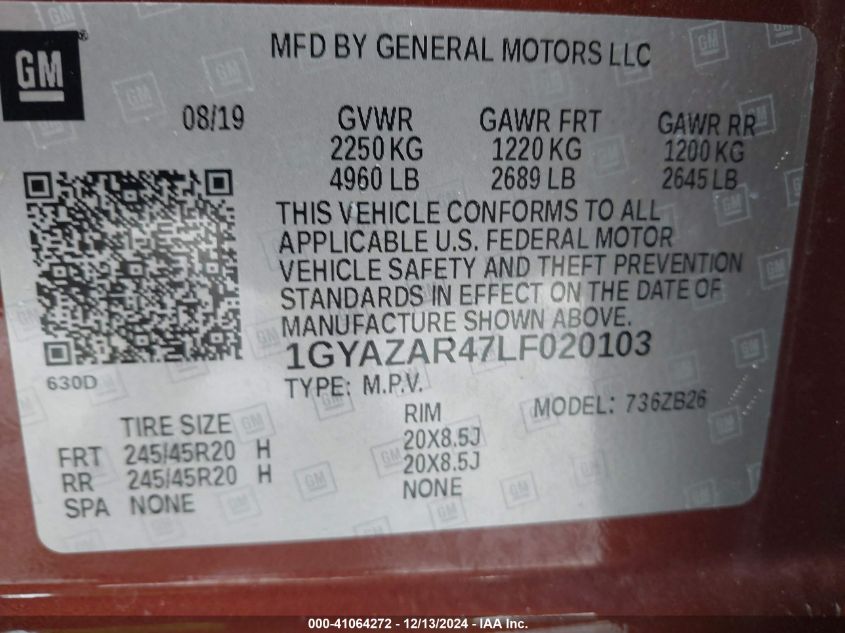 GM ®
MFD BY GENERAL MOTORS LLC
08/19 GVWR GAWR FRT GAWR RR
2250 KG 1220 KG 1200 KG
4960 LB 2689 LB 2645 LB
THIS VEHICLE CONFORMS TO ALL
APPLICABLE U.S. FEDERAL MOTOR
VEHICLE SAFETY AND THEFT PREVENTION
STANDARDS IN EFFECT ON THE DATE OF
MANUFACTURE SHOWN ABOVE.
1GYAZAR47LF020103
630D
TYPE: M.P.V. MODEL: 736ZB26
TIRE SIZE RIM
FRT 245/45R20 H 20X8.5J
RR 245/45R20 H 20X8.5J
SPA NONE NONE
000-41064272 - 12/13/2024 - IAA Inc.